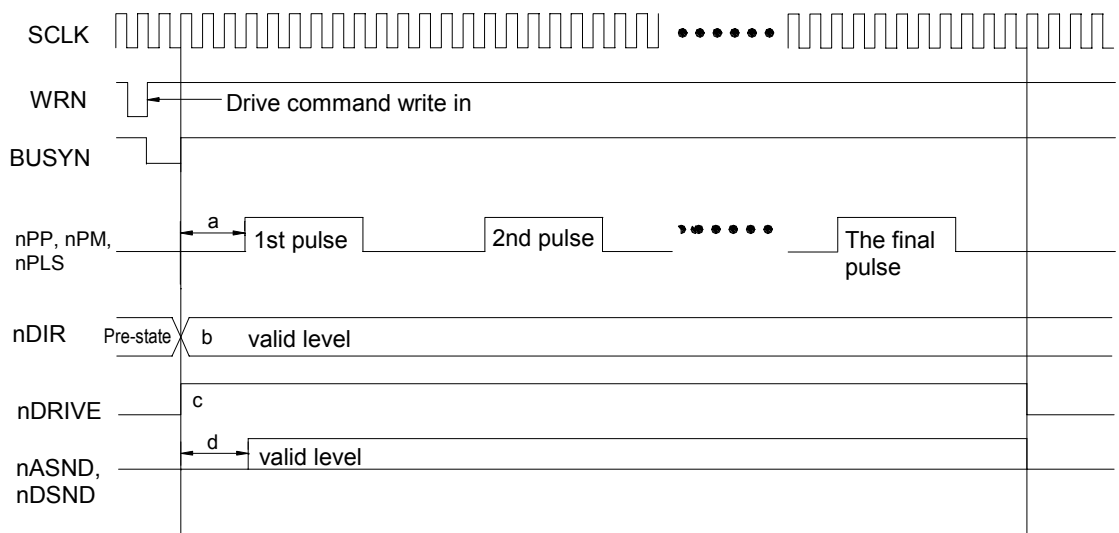 SCLK
WRN
Drive command write in
BUSYN
nPP, nPM,
nPLS
a
1st pulse
2nd pulse
The final
pulse
nDIR
Pre-state
b
valid level
nDRIVE
c
nASND,
nDSND
d
valid level